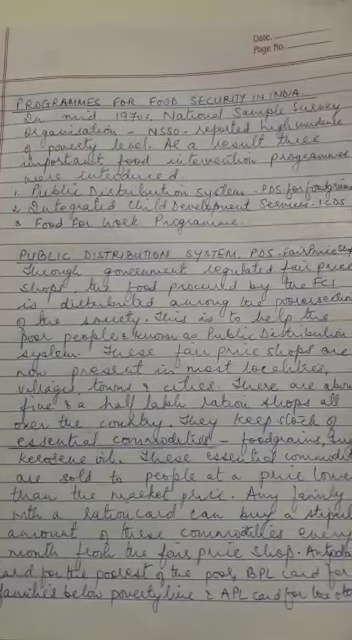 Date.
Page No.
PROGRAMMES FOR FOOD SECURITY IN INDIA
In mid 1970s, National Sample Survey
Organisation - NSSO - reported high incidence
of poverty level. As a result three
important food intervention programmes
were introduced.
1. Public Distribution System - PDS for foodgrains
2. Integrated Child Development Services - ICDS
3 Food For Work Programme.
PUBLIC DISTRIBUTION SYSTEM, PDS - Fair Price
Through government regulated fair price
shops, the food procured by the FCI
is distributed among the poorer section
of the society. This is to help the
poor people & known as Public Distribution
system. These fair price shops are
now present in most localities,
villages, towns & cities. There are about
five & a half lakh ration shops all
over the country. They keep stock of
essential commodities - foodgrains,
kerosene oil. These essential
are sold to people at a price lower
than the market price. Any family
with a ration card can buy a
amount of these commodities every
month from the fair price shop.
card for the poorest of the poor, BPL card for
families below poverty line & APL card for